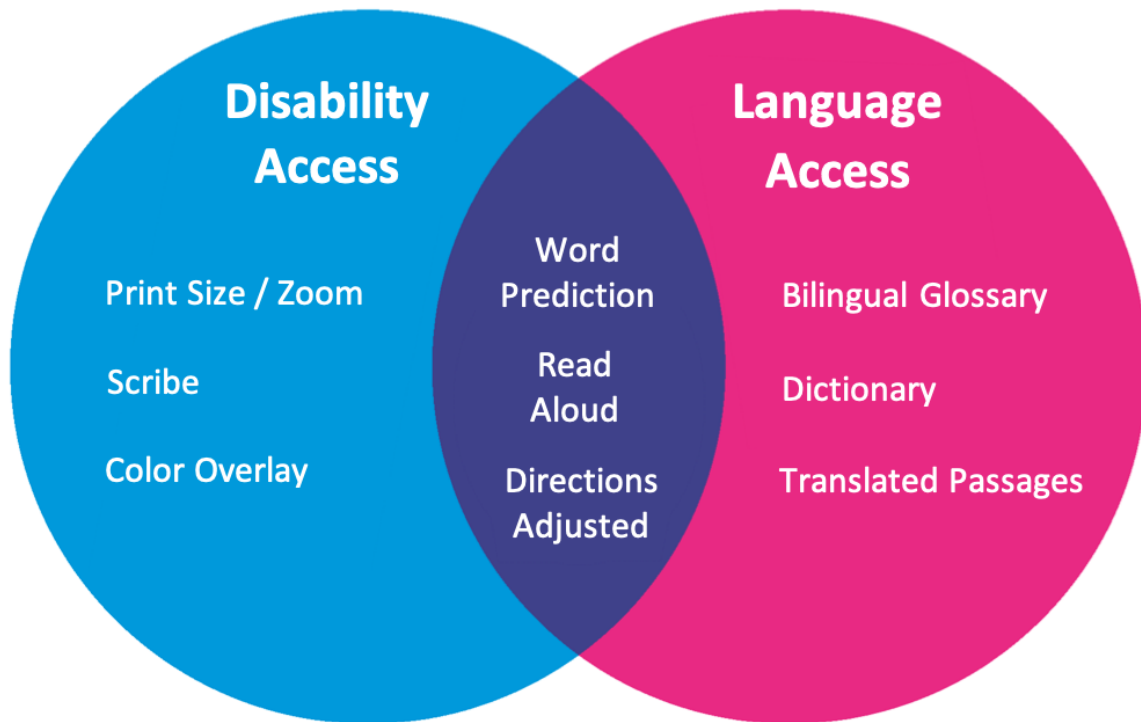 Disability
Access
Print Size / Zoom
Scribe
Color Overlay
Word
Prediction
Read
Aloud
Directions
Adjusted
Language
Access
Bilingual Glossary
Dictionary
Translated Passages